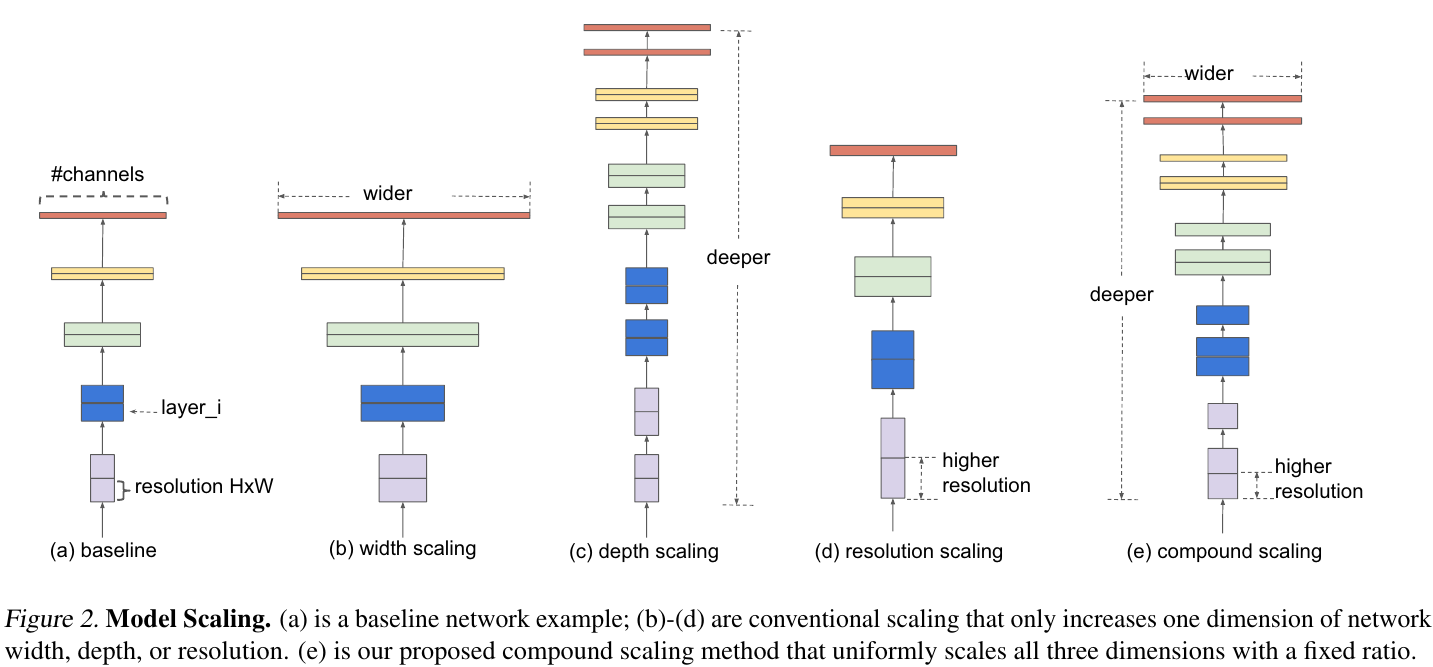 #channels
layer_i
resolution HxW
(a) baseline
wider
(b) width scaling
deeper
(c) depth scaling
higher
resolution
(d) resolution scaling
wider
deeper
higher
resolution
(e) compound scaling
Figure 2. Model Scaling. (a) is a baseline network example; (b)-(d) are conventional scaling that only increases one dimension of network
width, depth, or resolution. (e) is our proposed compound scaling method that uniformly scales all three dimensions with a fixed ratio.